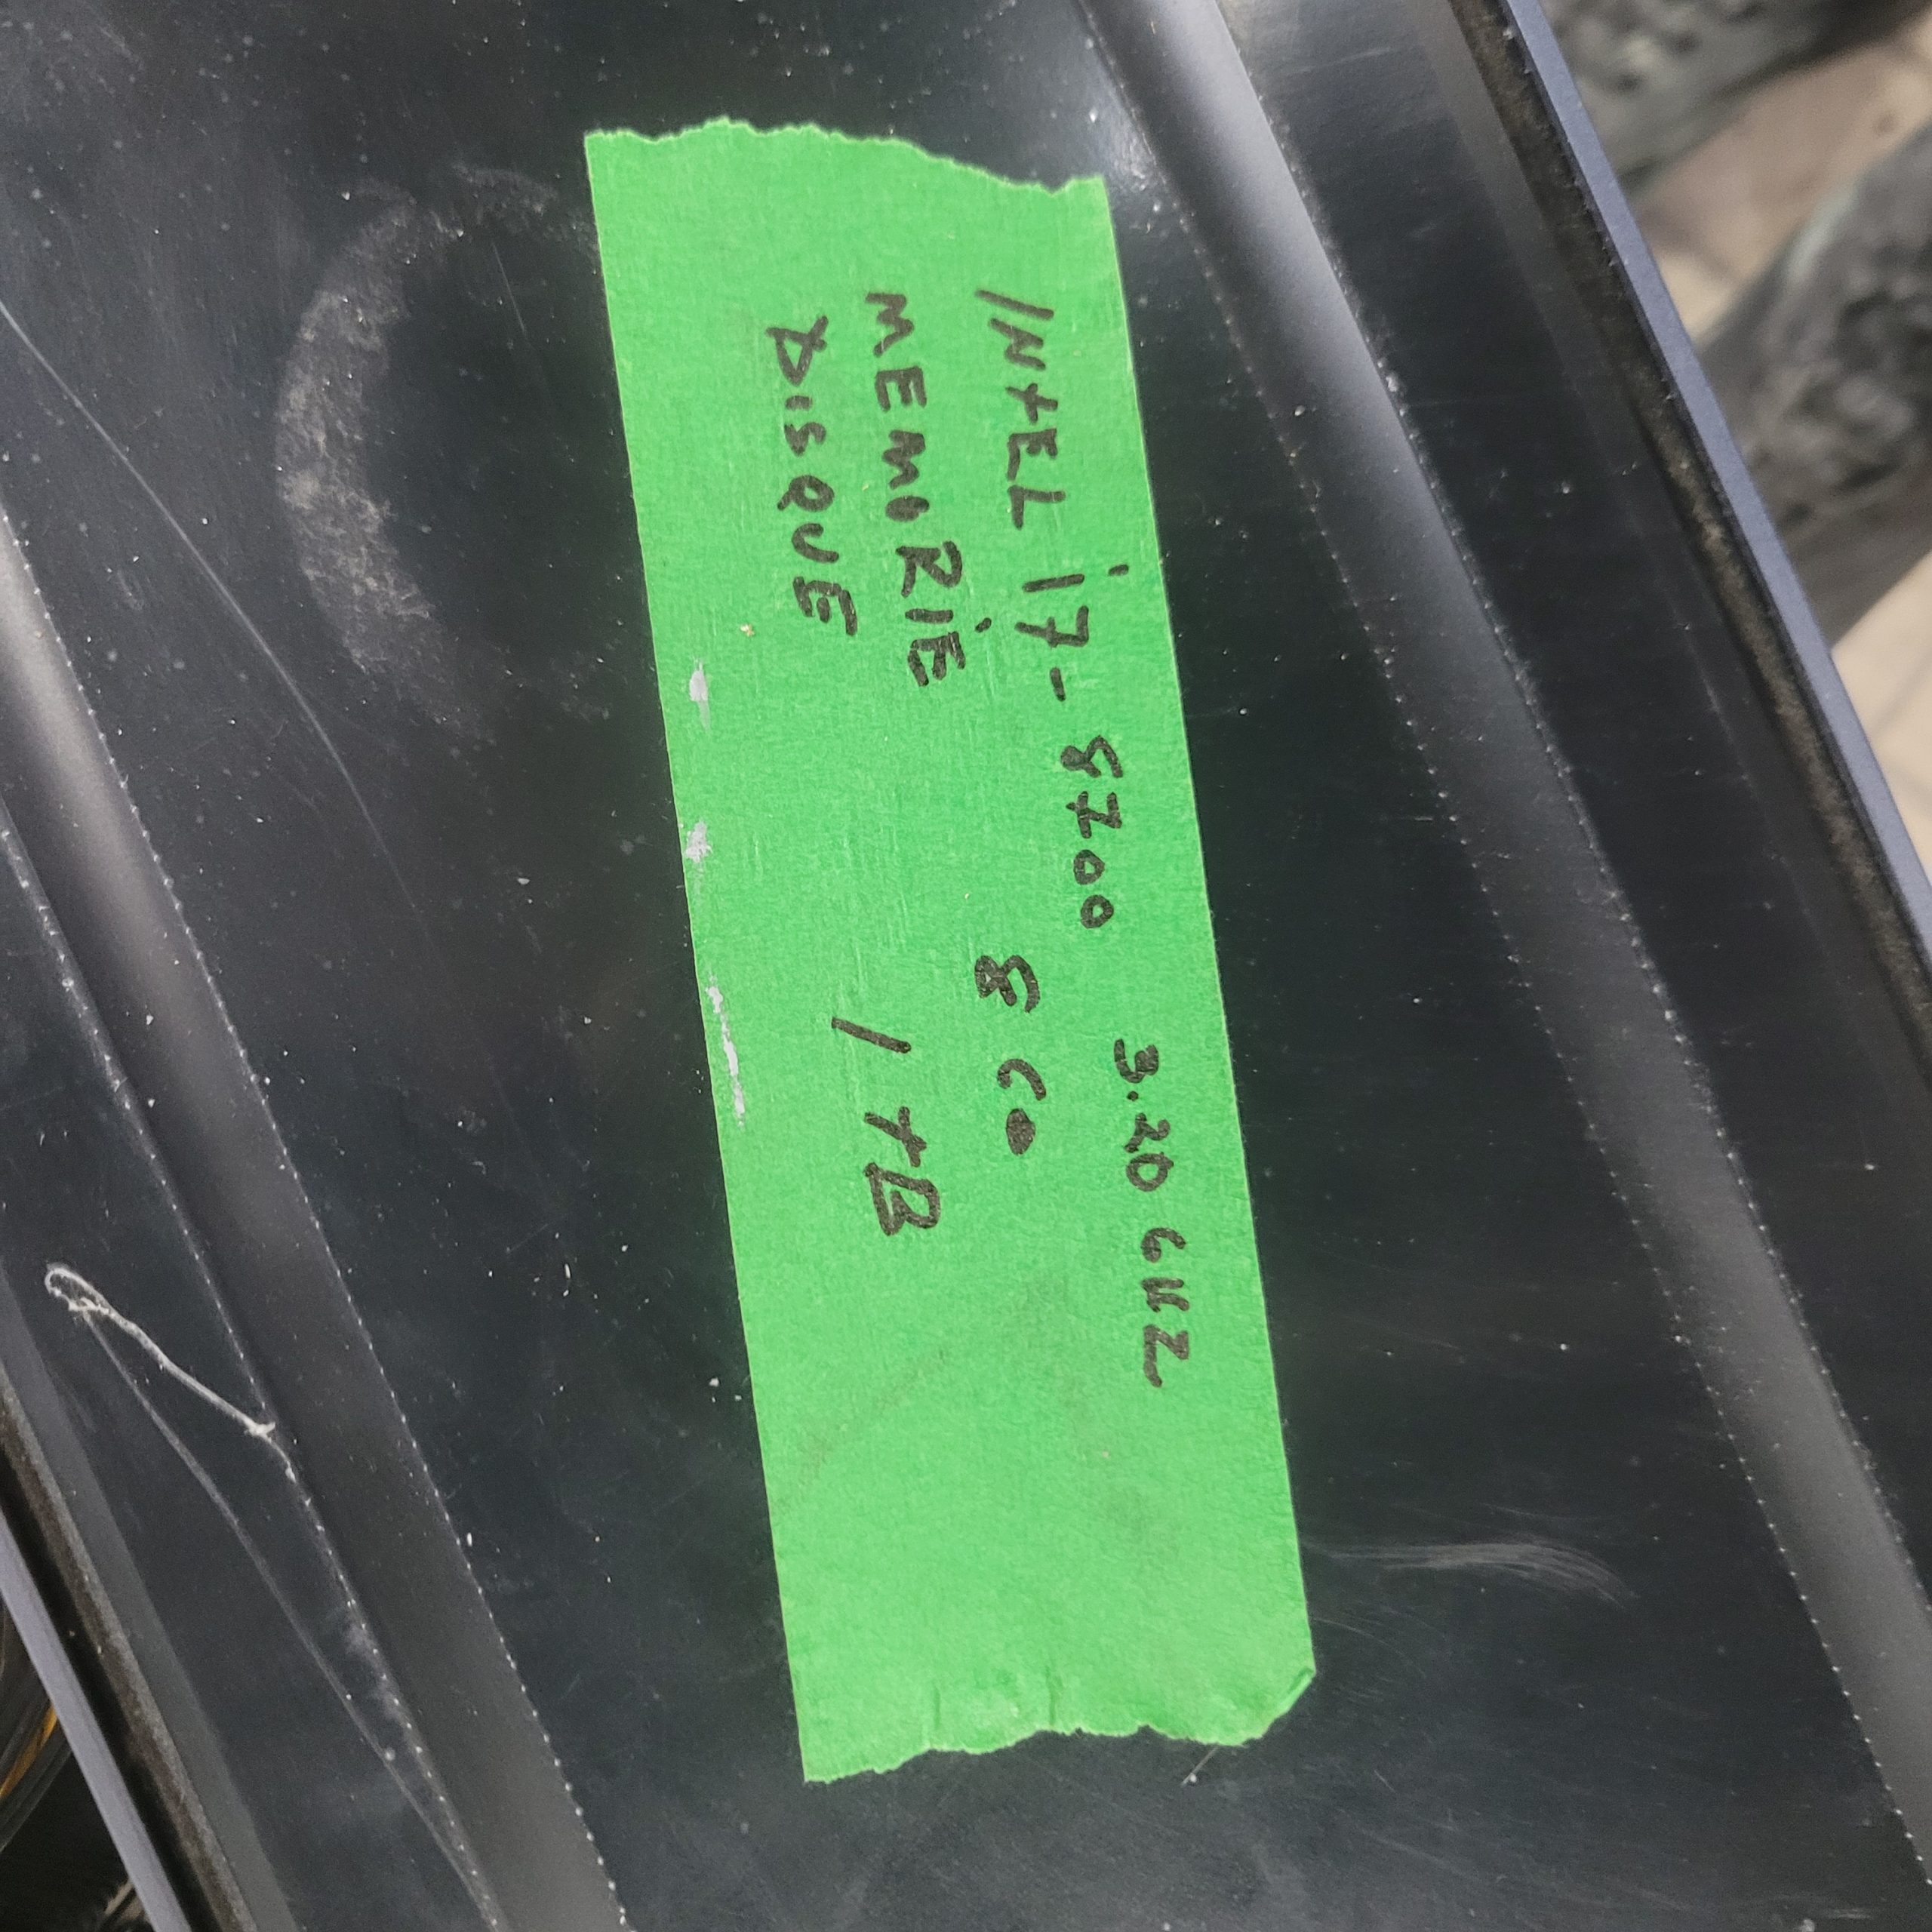 INTEL i7-8700 3.20 GHZ
MEMORIE 8 GO
DISQUE 1 TB